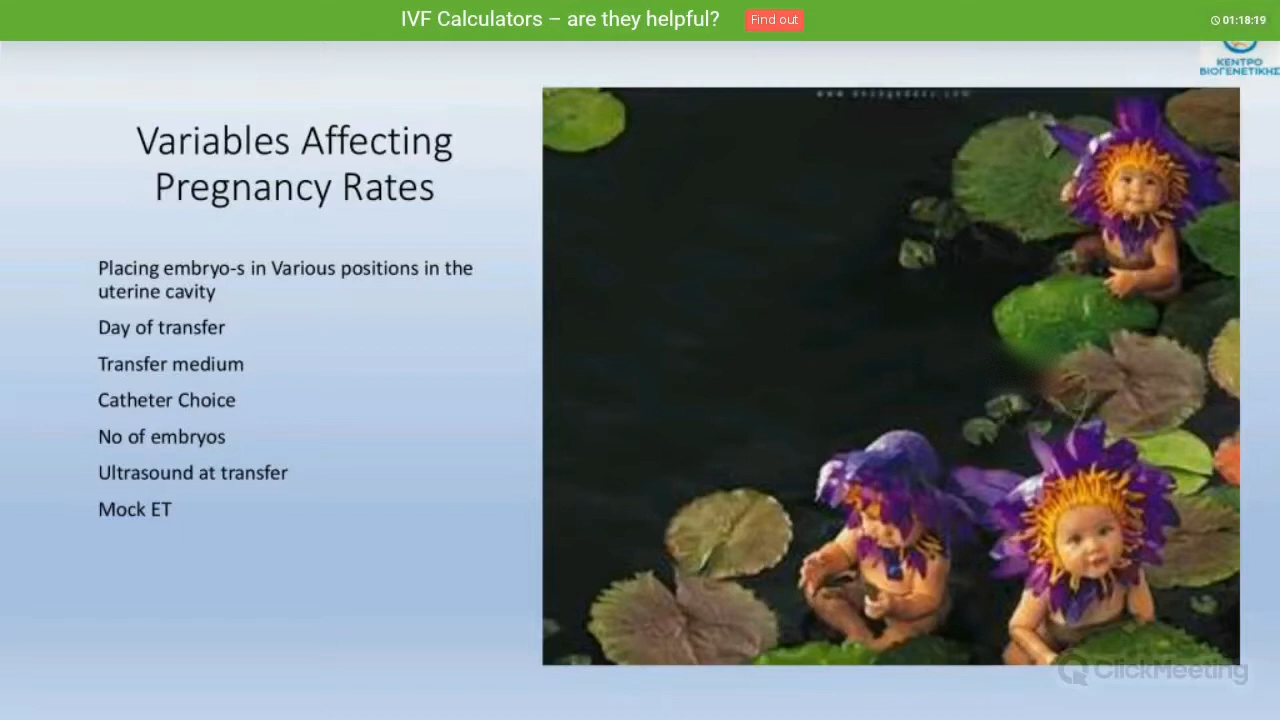 IVF Calculators – are they helpful?
Find out
01:18:19
ΚΕΝΤΡΟ
ΒΙΟΓΕΝΕΤΙΚΗΣ
Variables Affecting
Pregnancy Rates
Placing embryo-s in Various positions in the
uterine cavity
Day of transfer
Transfer medium
Catheter Choice
No of embryos
Ultrasound at transfer
Mock ET
ClickMeeting